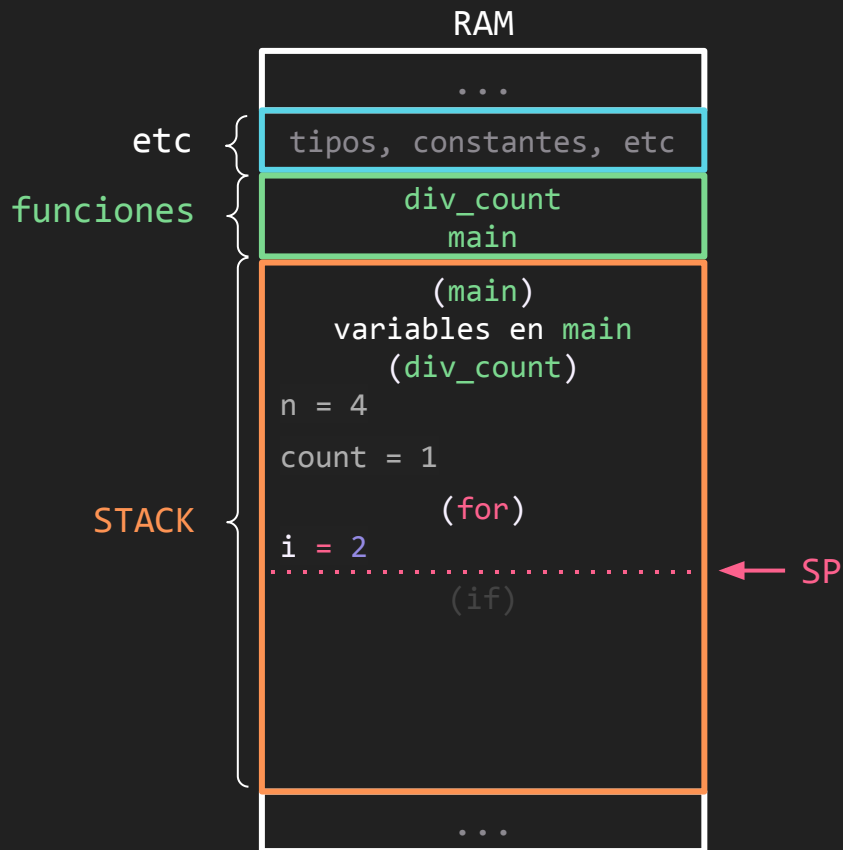 RAM
...
etc
tipos, constantes, etc
funciones
div_count
main
(main)
variables en main
(div_count)
n = 4
count = 1
(for)
STACK
i = 2
SP
(if)
...